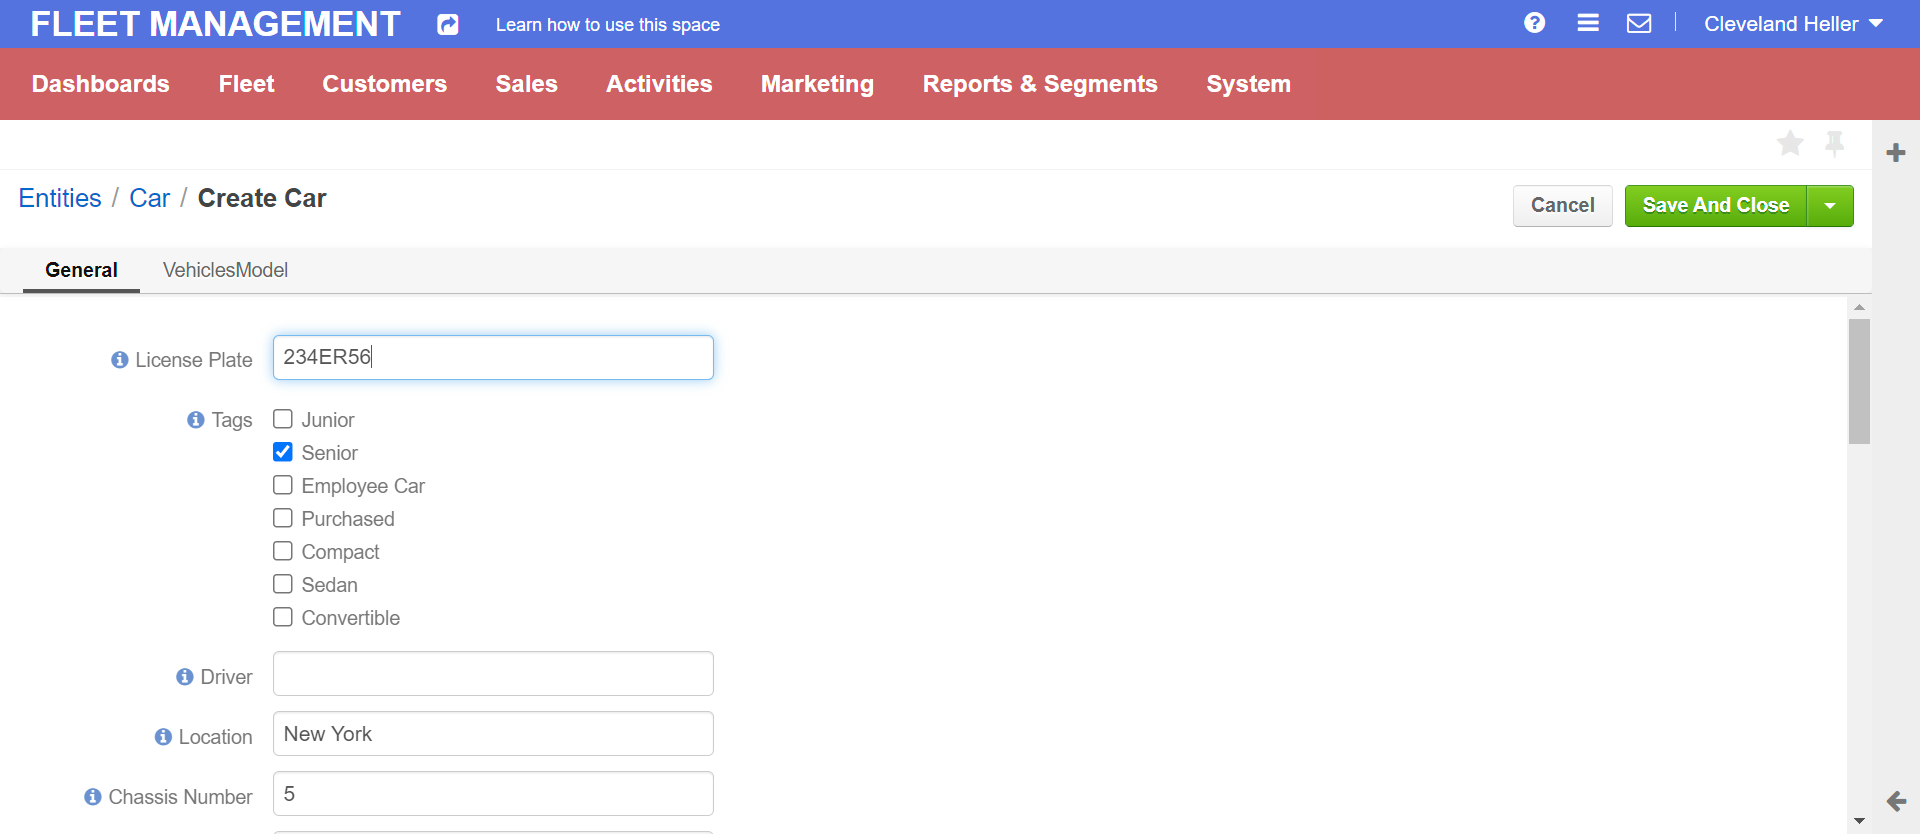 FLEET MANAGEMENT Learn how to use this space Cleveland Heller
Dashboards Fleet Customers Sales Activities Marketing Reports & Segments System
Entities / Car / Create Car Cancel Save And Close
General VehiclesModel
License Plate 234ER56
Tags Junior
Senior
Employee Car
Purchased
Compact
Sedan
Convertible
Driver
Location New York
Chassis Number 5